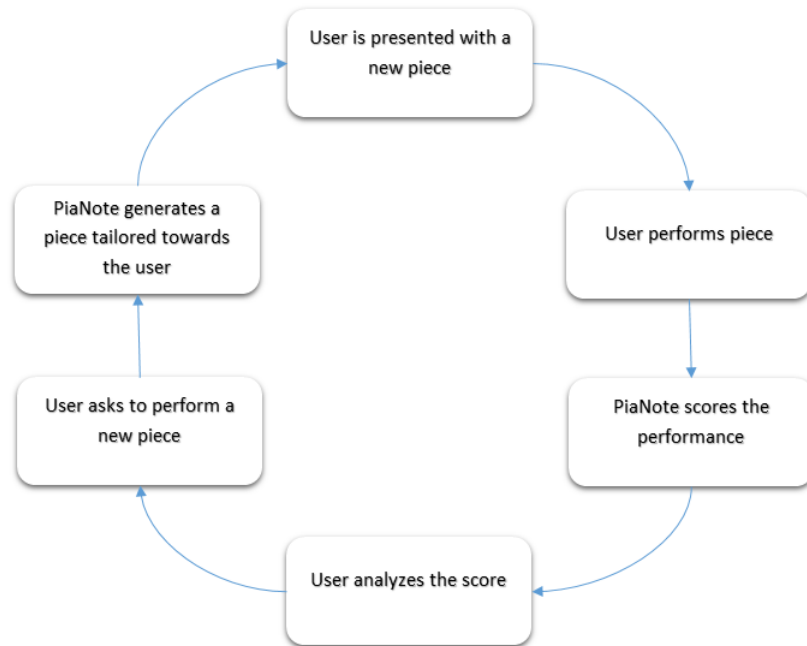 User is presented with a
new piece
User performs piece
PiaNote scores the
performance
User analyzes the score
User asks to perform a
new piece
PiaNote generates a
piece tailored towards
the user